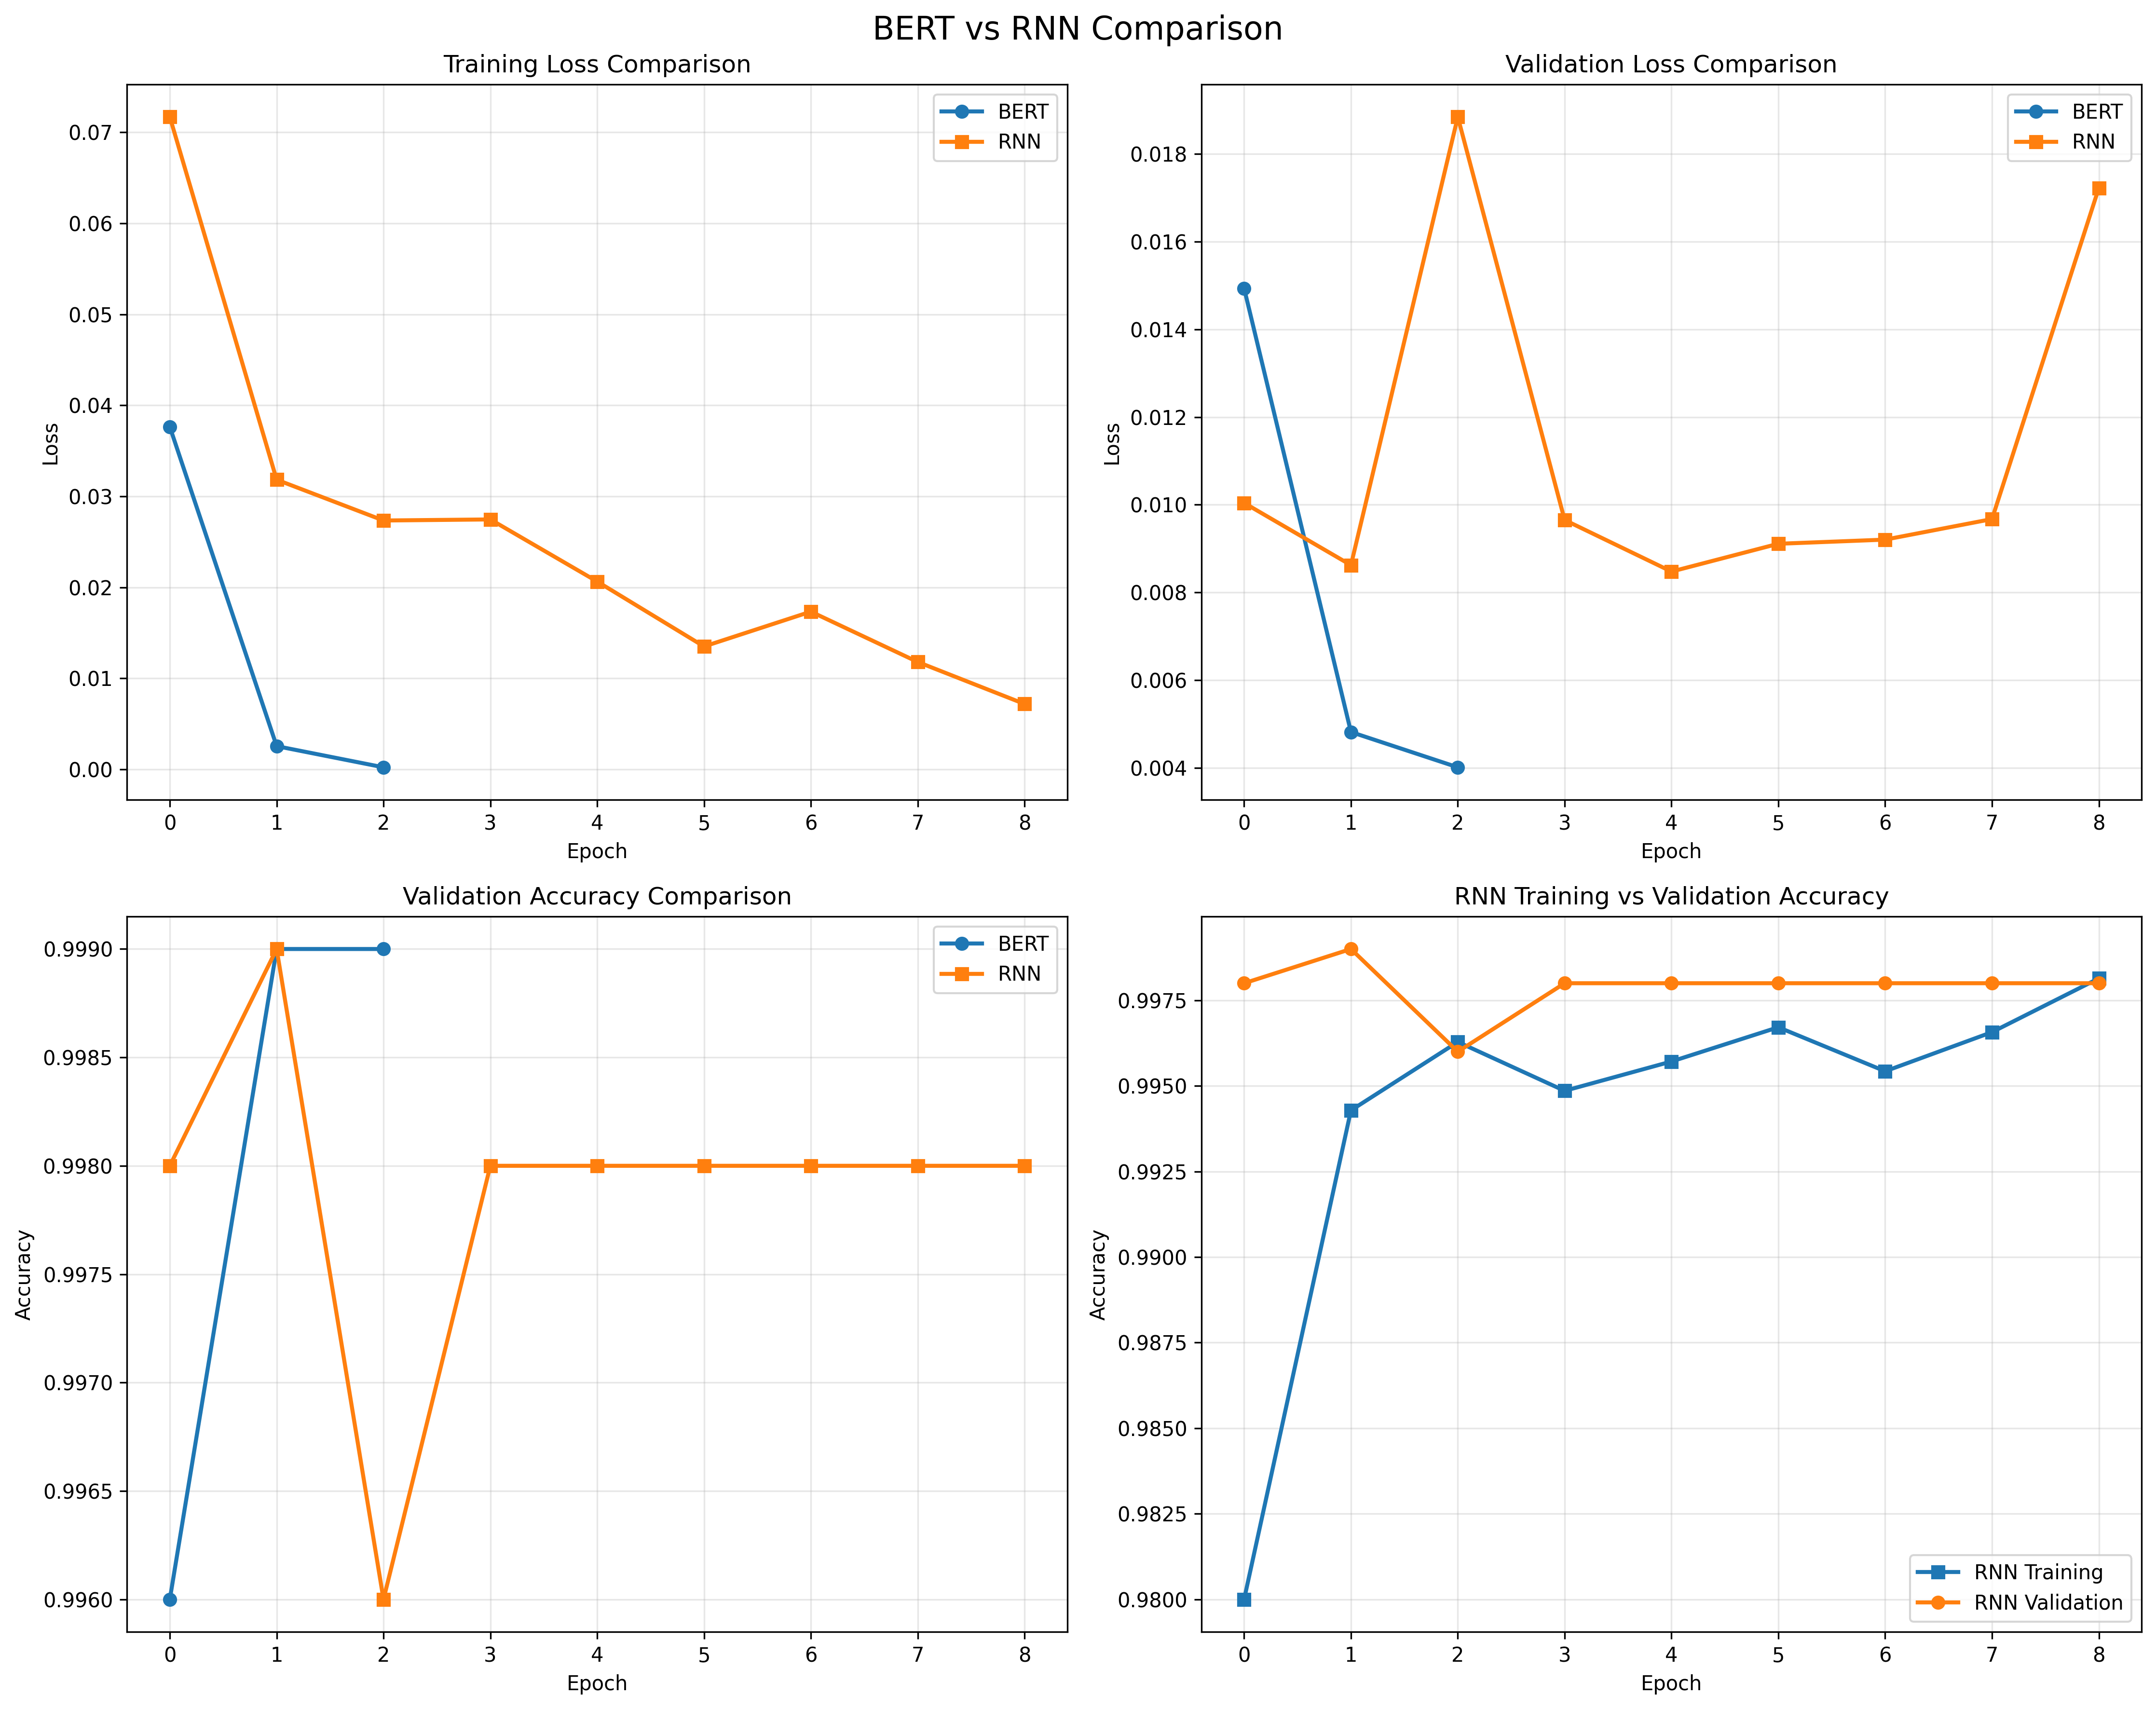 BERT vs RNN Comparison
Training Loss Comparison
BERT
RNN
0.07
0.06
0.05
0.04
0.03
0.02
0.01
0.00
Loss
0 1 2 3 4 5 6 7 8
Epoch
Validation Loss Comparison
BERT
RNN
0.018
0.016
0.014
0.012
0.010
0.008
0.006
0.004
Loss
0 1 2 3 4 5 6 7 8
Epoch
Validation Accuracy Comparison
BERT
RNN
0.9990
0.9985
0.9980
0.9975
0.9970
0.9965
0.9960
Accuracy
0 1 2 3 4 5 6 7 8
Epoch
RNN Training vs Validation Accuracy
0.9975
0.9950
0.9925
0.9900
0.9875
0.9850
0.9825
0.9800
Accuracy
RNN Training
RNN Validation
0 1 2 3 4 5 6 7 8
Epoch